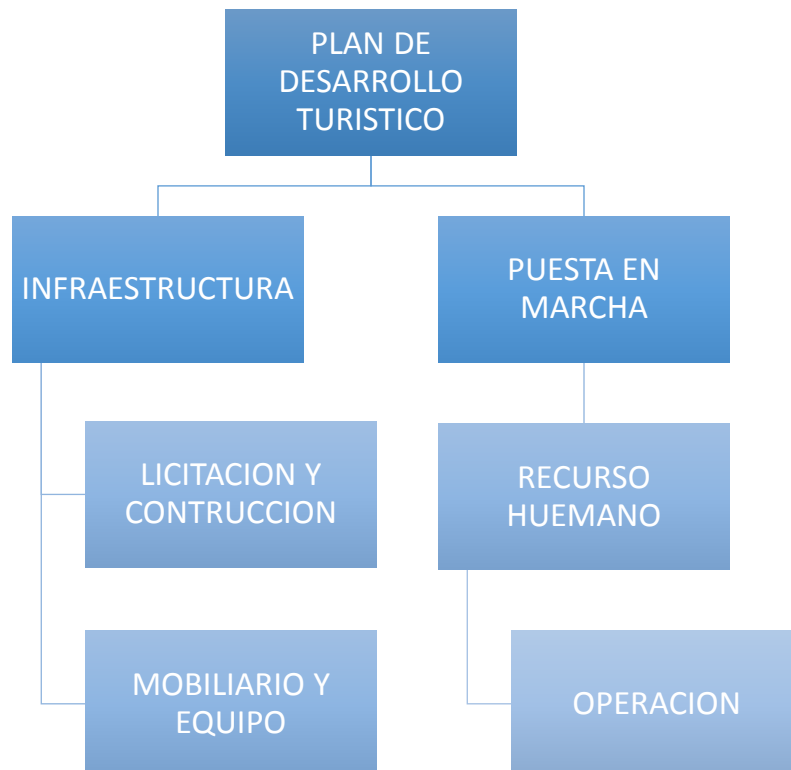 PLAN DE
DESARROLLO
TURISTICO
INFRAESTRUCTURA
PUESTA EN
MARCHA
LICITACION Y
CONTRUCCION
RECURSO
HUEMANO
MOBILIARIO Y
EQUIPO
OPERACION